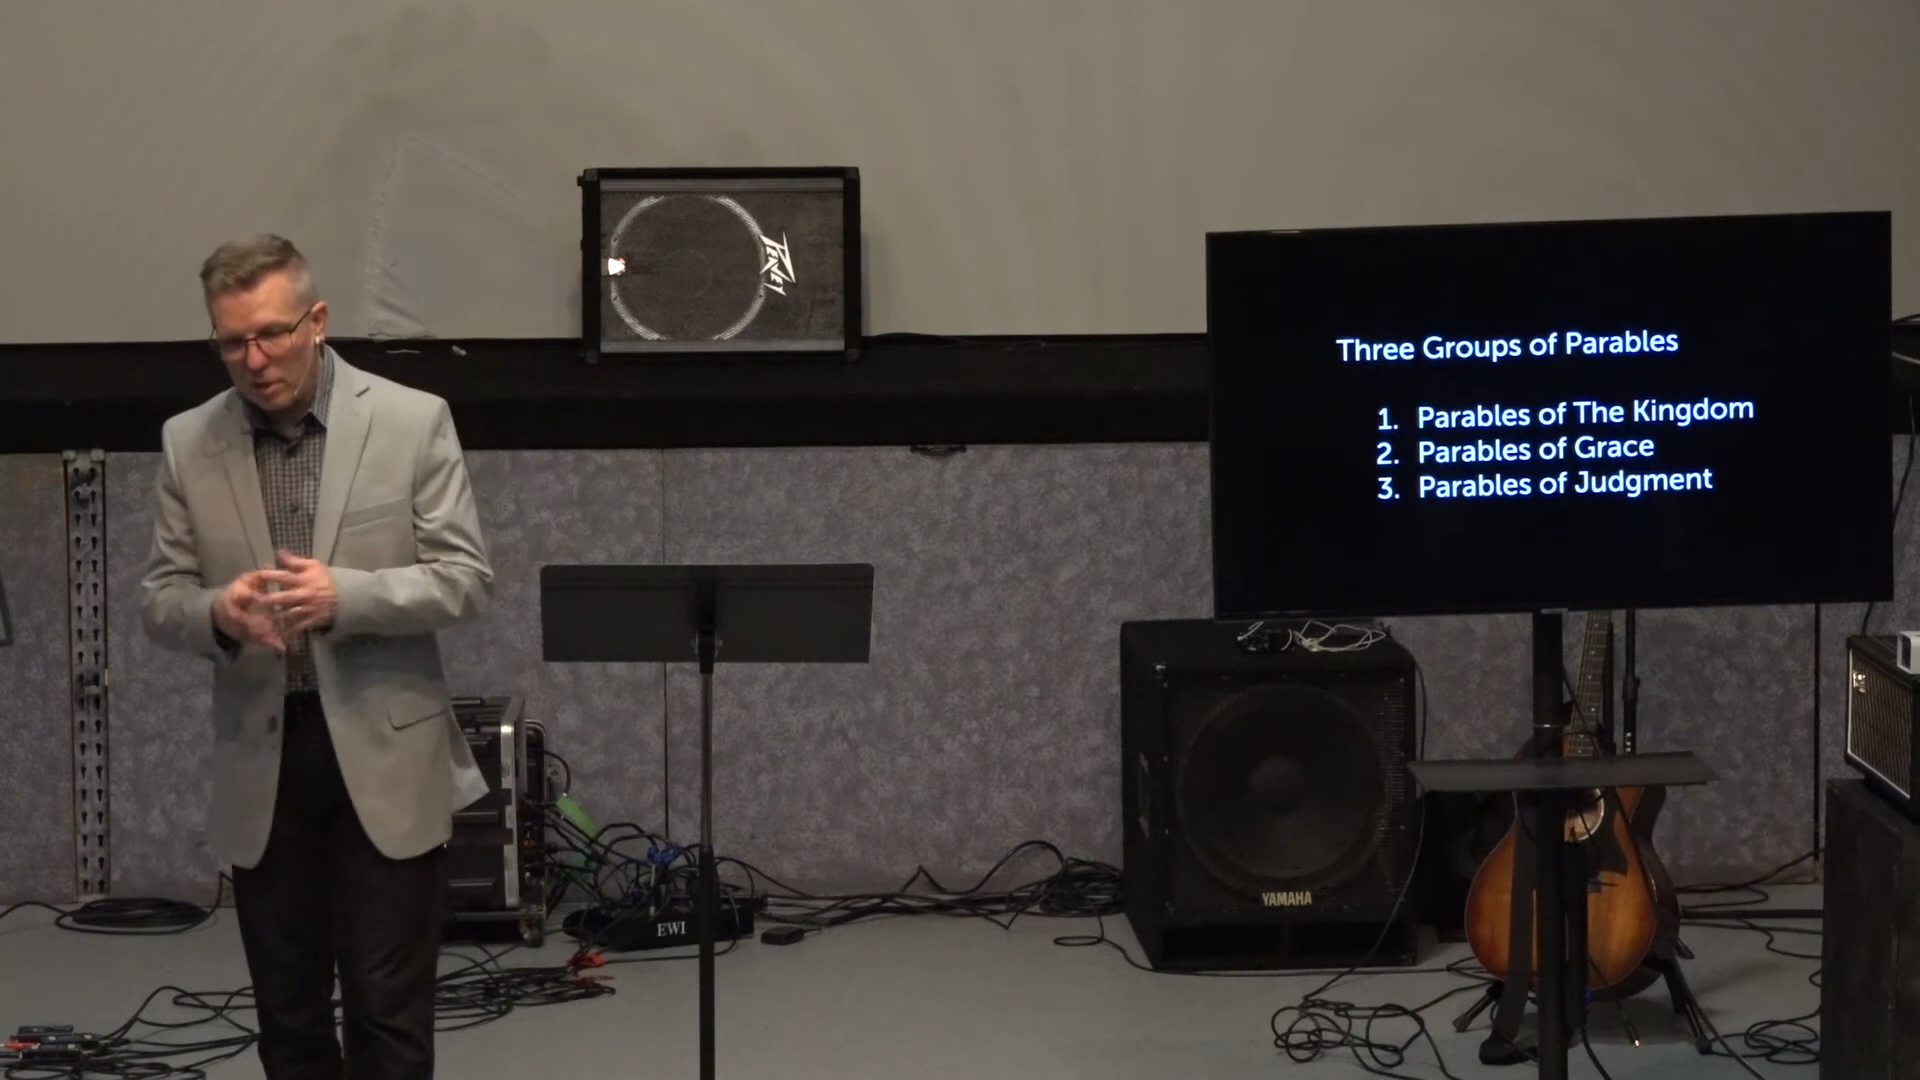 PEAVEY
Three Groups of Parables
1. Parables of The Kingdom
2. Parables of Grace
3. Parables of Judgment
YAMAHA
EWI